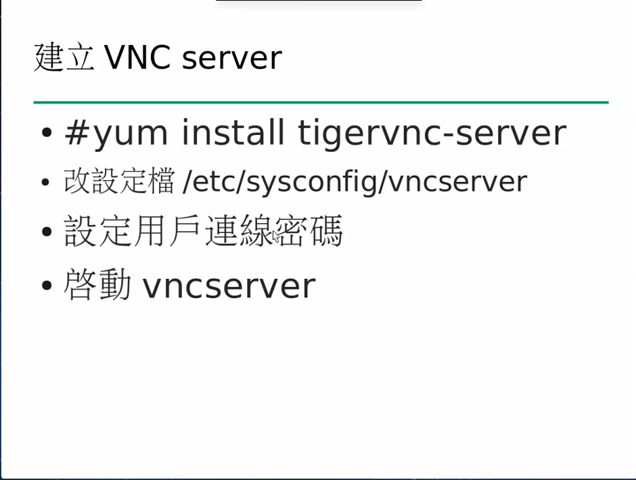 建立 VNC server
• #yum install tigervnc-server
• 改設定檔 /etc/sysconfig/vncserver
• 設定用戶連線密碼
• 啓動 vncserver